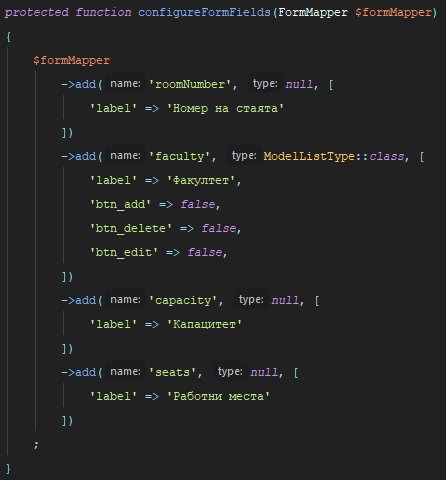 protected function configureFormFields(FormMapper $formMapper)
{
$formMapper
->add( name: 'roomNumber', type: null, [
'label' => 'Номер на стаята'
])
->add( name: 'faculty', type: ModelListType::class, [
'label' => 'Факултет',
'btn_add' => false,
'btn_delete' => false,
'btn_edit' => false,
])
->add( name: 'capacity', type: null, [
'label' => 'Капацитет'
])
->add( name: 'seats', type: null, [
'label' => 'Работни места'
])
;
}